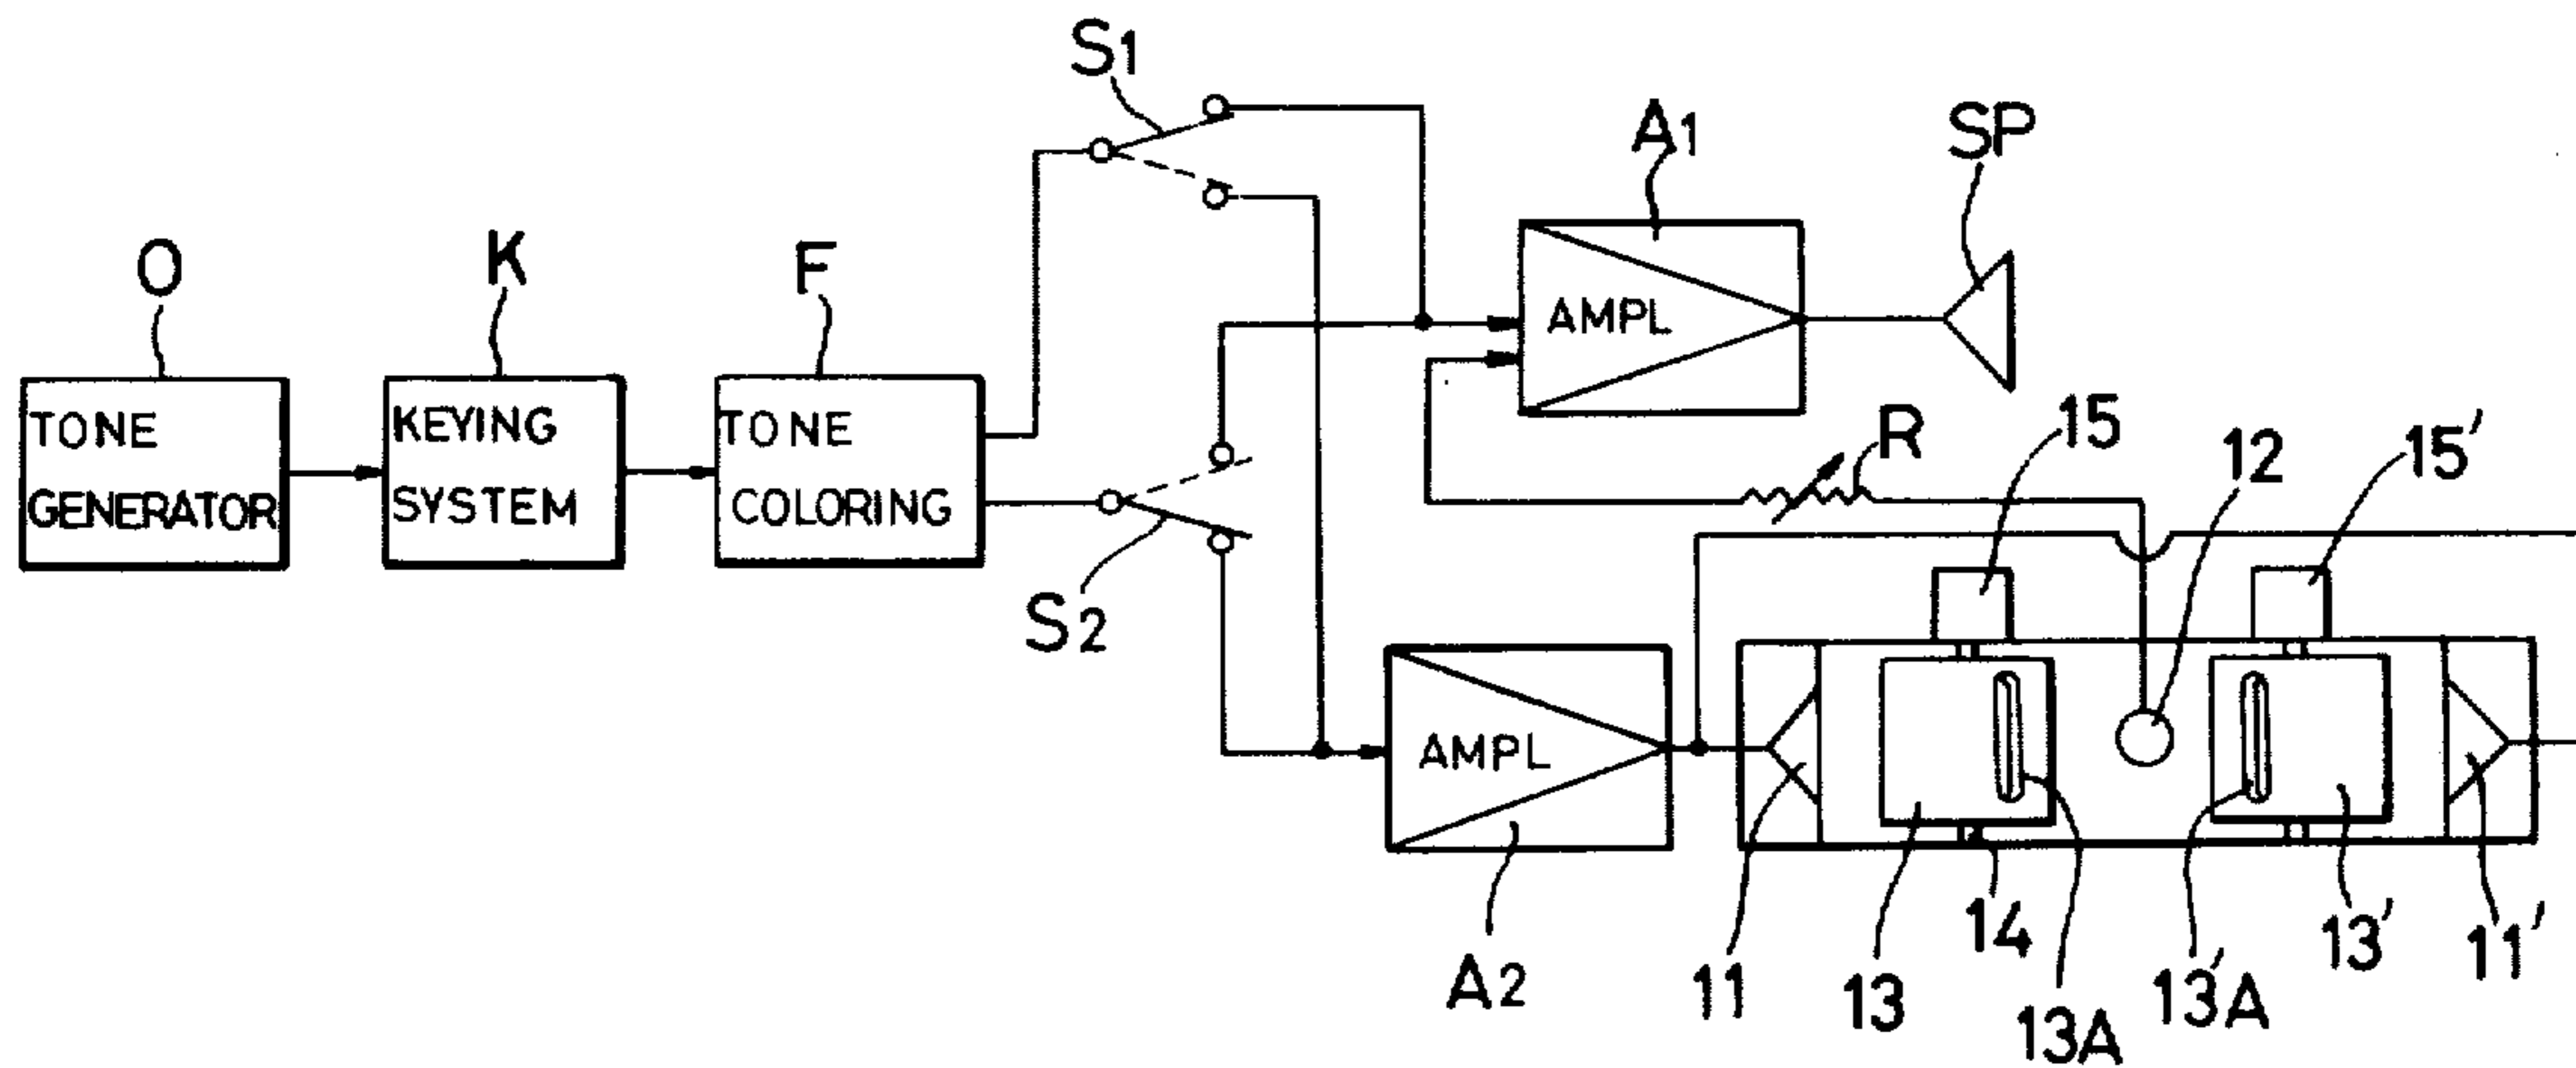 S1
A1
SP
O
K
F
TONE
GENERATOR
KEYING
SYSTEM
TONE
COLORING
AMPL
R
15
12
15'
S2
AMPL
A2
11
13
14
13A
13'A
13'
11'